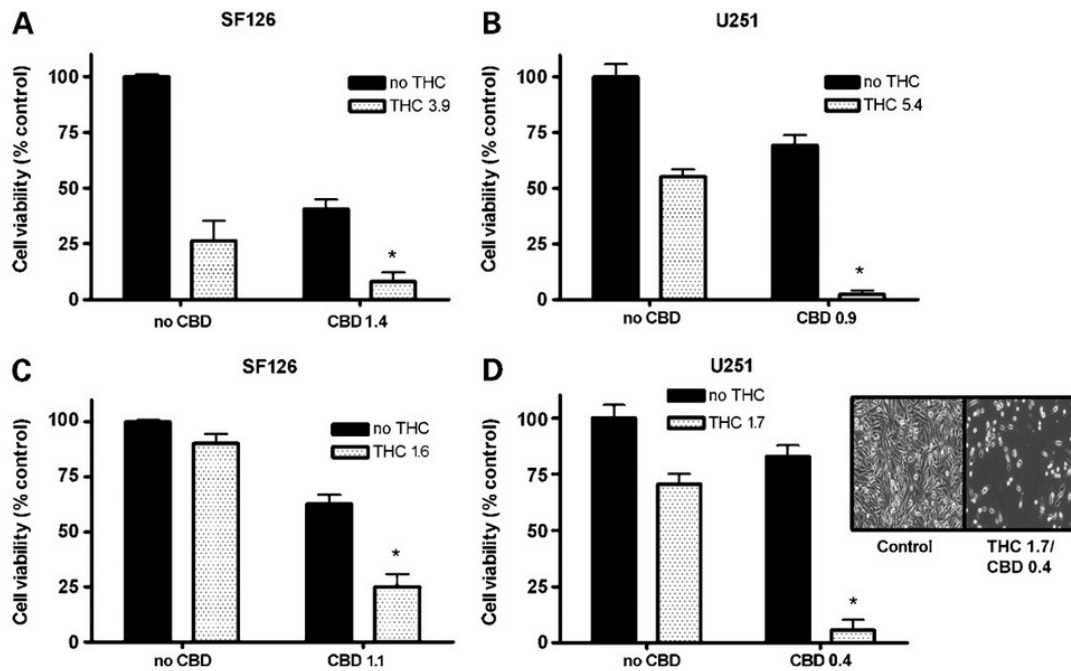 A
SF126
Cell viability (% control)
100
75
50
25
0
no THC
THC 3.9
no CBD
CBD 1.4
*
B
U251
Cell viability (% control)
100
75
50
25
0
no THC
THC 5.4
no CBD
CBD 0.9
*
C
SF126
Cell viability (% control)
100
75
50
25
0
no THC
THC 1.6
no CBD
CBD 1.1
*
D
U251
Cell viability (% control)
100
75
50
25
0
no THC
THC 1.7
no CBD
CBD 0.4
*
Control
THC 1.7/
CBD 0.4